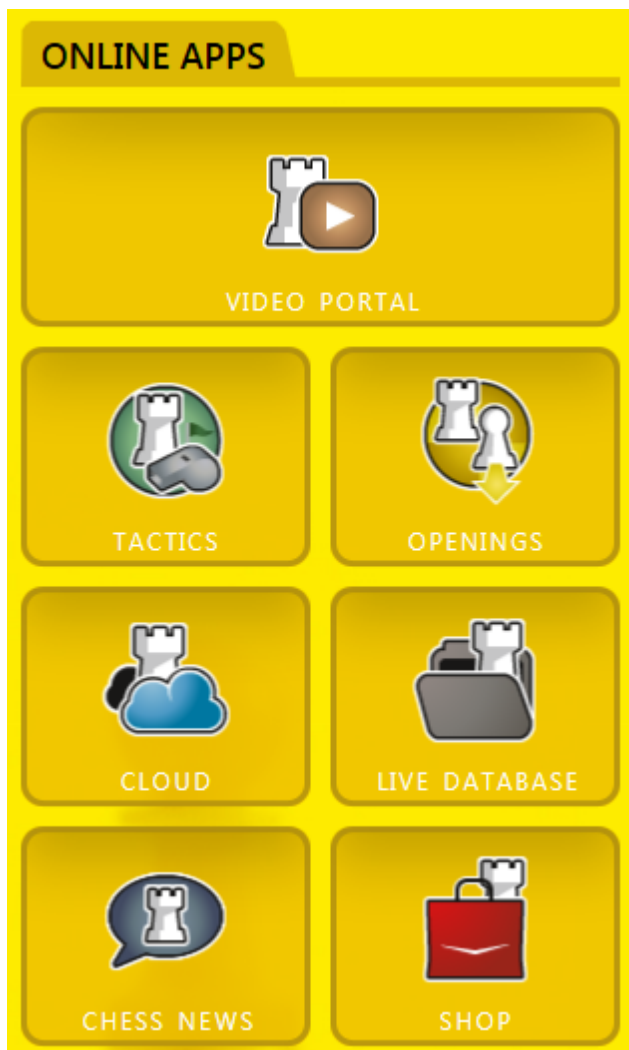 ONLINE APPS
VIDEO PORTAL
TACTICS
OPENINGS
CLOUD
LIVE DATABASE
CHESS NEWS
SHOP